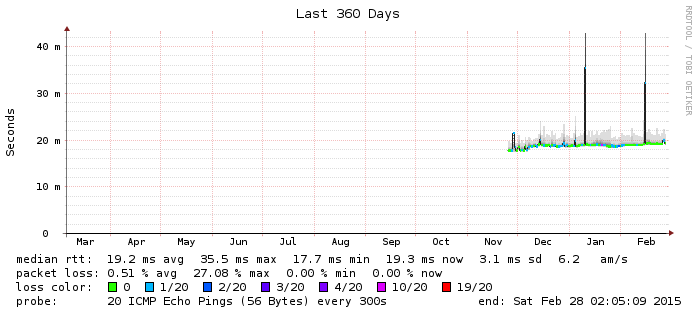 Last 360 Days
RRDTOOL / TOBI OETIKER
Seconds
40 m
30 m
20 m
10 m
0
Mar Apr May Jun Jul Aug Sep Oct Nov Dec Jan Feb
median rtt: 19.2 ms avg 35.5 ms max 17.7 ms min 19.3 ms now 3.1 ms sd 6.2 am/s
packet loss: 0.51 % avg 27.08 % max 0.00 % min 0.00 % now
loss color: 0 1/20 2/20 3/20 4/20 10/20 19/20
probe: 20 ICMP Echo Pings (56 Bytes) every 300s end: Sat Feb 28 02:05:09 2015